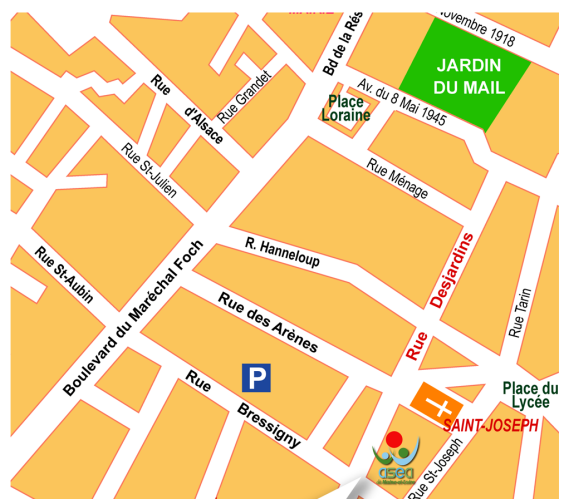 Novembre 1918
Bd de la Rés
JARDIN
DU MAIL
Rue
d'Alsace
Rue Grandet
Place
Loraine
Av. du 8 Mai 1945
Rue St-Julien
Rue Ménage
Rue St-Aubin
Boulevard du Maréchal Foch
R. Hanneloup
Rue Desjardins
Rue des Arènes
Rue Tarin
P
Rue
Bressigny
Place du
Lycée
SAINT-JOSEPH
asea
Rue St-Joseph